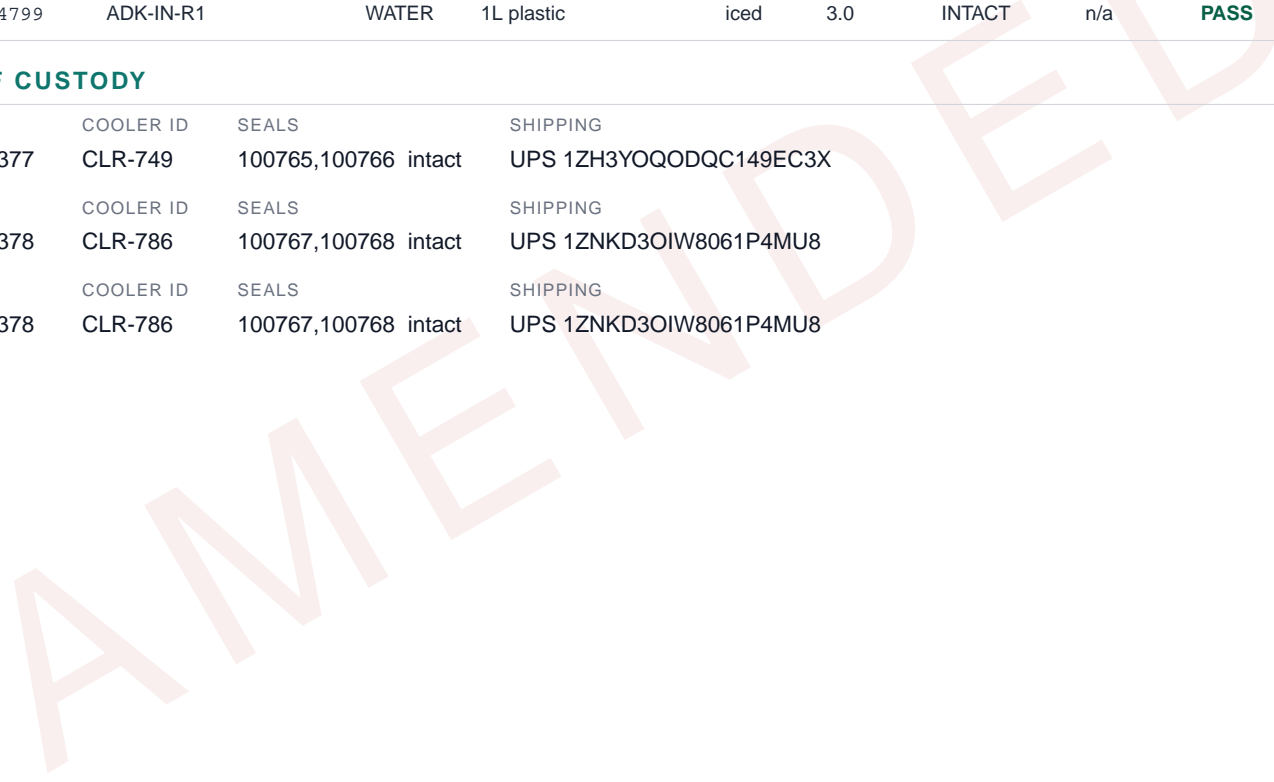 4799 ADK-IN-R1 WATER 1L plastic iced 3.0 INTACT n/a PASS
CUSTODY
COOLER ID SEALS SHIPPING
377 CLR-749 100765,100766 intact UPS 1ZH3YOQODQC149EC3X
COOLER ID SEALS SHIPPING
378 CLR-786 100767,100768 intact UPS 1ZNKD3OIW8061P4MU8
COOLER ID SEALS SHIPPING
378 CLR-786 100767,100768 intact UPS 1ZNKD3OIW8061P4MU8
AMENDED